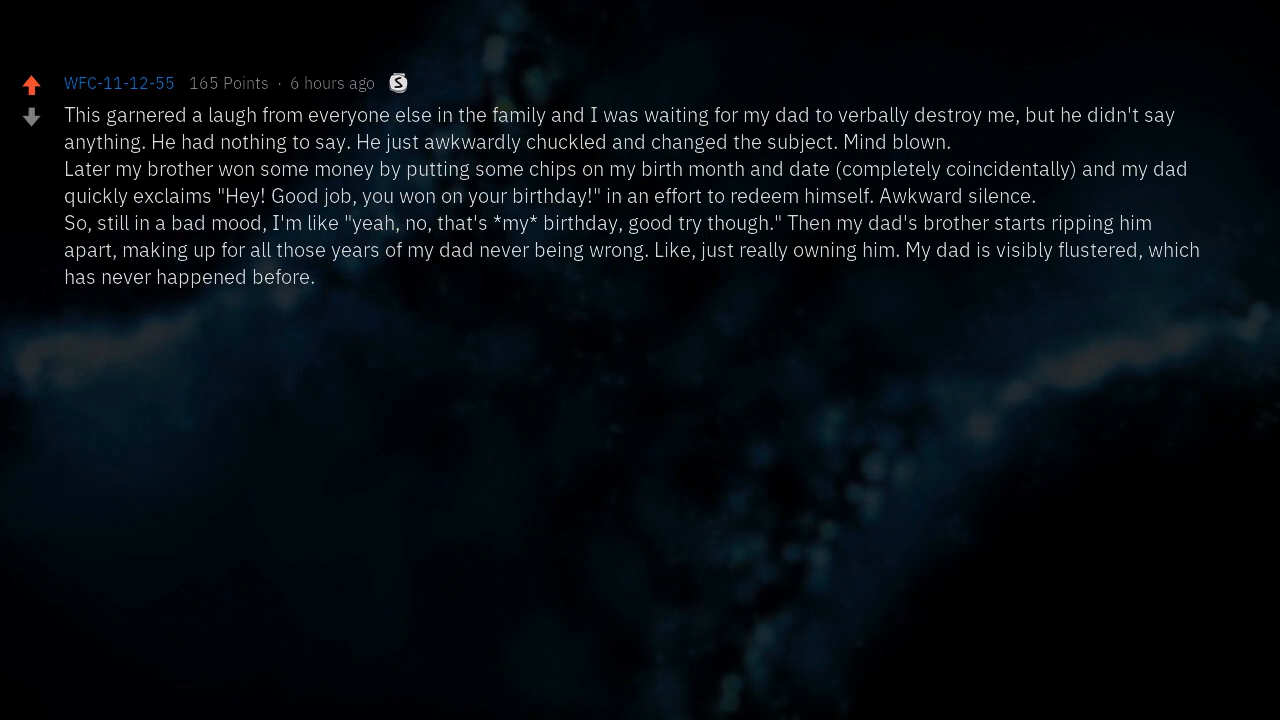 WFC-11-12-55 165 Points · 6 hours ago S
This garnered a laugh from everyone else in the family and I was waiting for my dad to verbally destroy me, but he didn't say
anything. He had nothing to say. He just awkwardly chuckled and changed the subject. Mind blown.
Later my brother won some money by putting some chips on my birth month and date (completely coincidentally) and my dad
quickly exclaims "Hey! Good job, you won on your birthday!" in an effort to redeem himself. Awkward silence.
So, still in a bad mood, I'm like "yeah, no, that's *my* birthday, good try though." Then my dad's brother starts ripping him
apart, making up for all those years of my dad never being wrong. Like, just really owning him. My dad is visibly flustered, which
has never happened before.